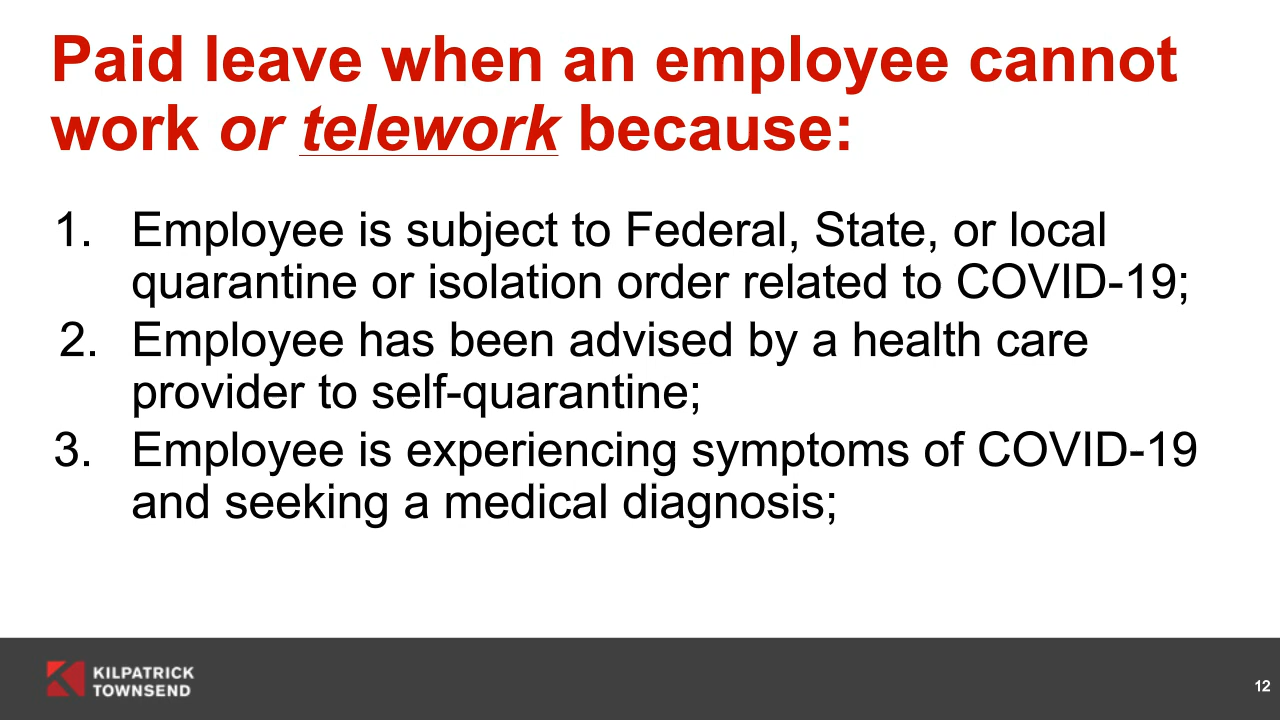 Paid leave when an employee cannot
work or telework because:
1. Employee is subject to Federal, State, or local
quarantine or isolation order related to COVID-19;
2. Employee has been advised by a health care
provider to self-quarantine;
3. Employee is experiencing symptoms of COVID-19
and seeking a medical diagnosis;
KILPATRICK
TOWNSEND
12